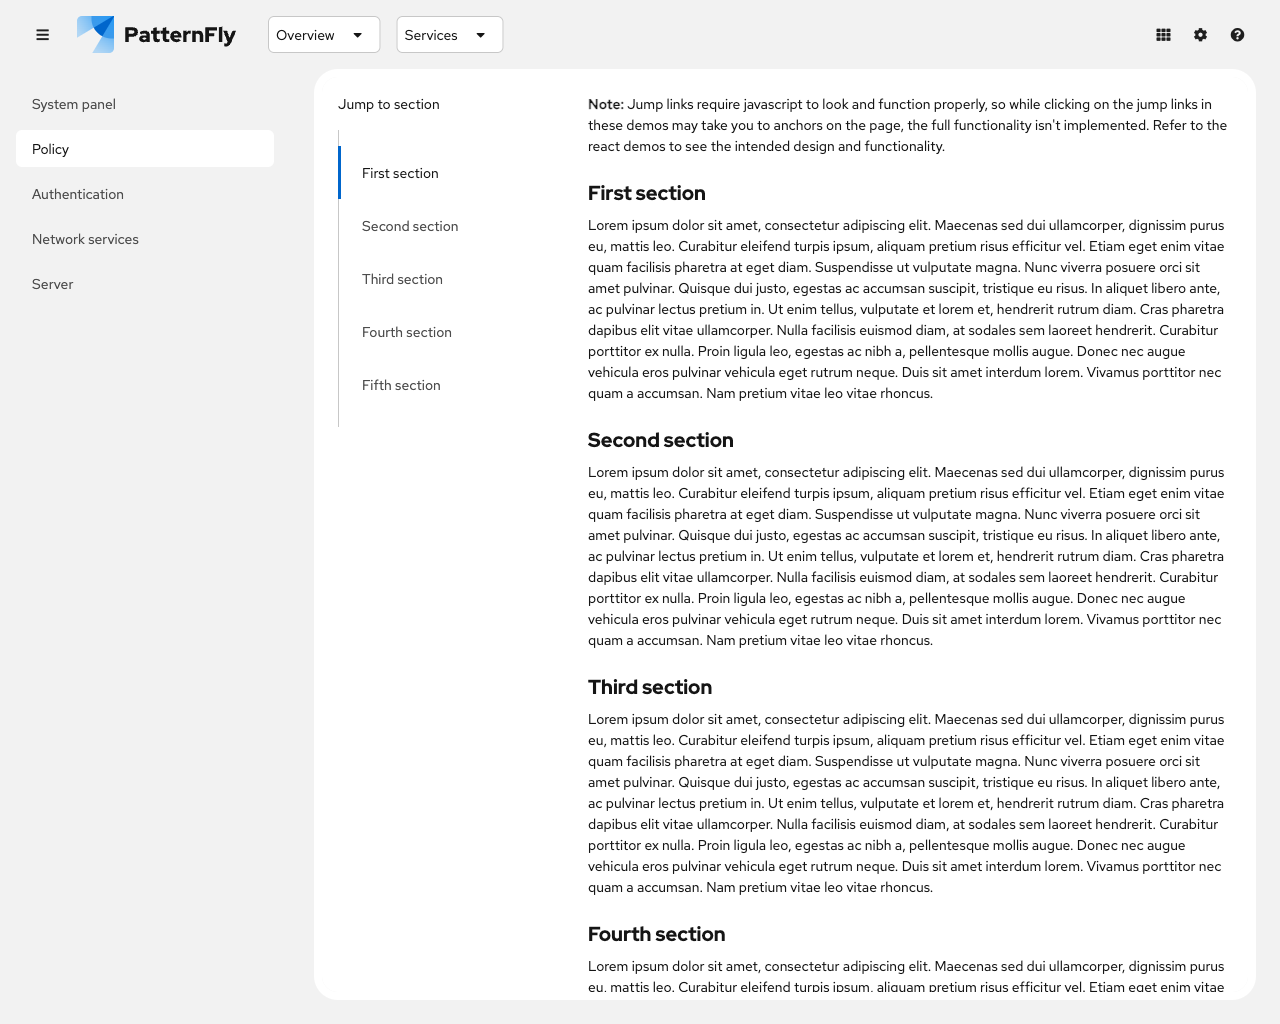 PatternFly
Overview
Services
System panel
Policy
Authentication
Network services
Server
Jump to section
First section
Second section
Third section
Fourth section
Fifth section
Note: Jump links require javascript to look and function properly, so while clicking on the jump links in
these demos may take you to anchors on the page, the full functionality isn't implemented. Refer to the
react demos to see the intended design and functionality.
First section
Lorem ipsum dolor sit amet, consectetur adipiscing elit. Maecenas sed dui ullamcorper, dignissim purus
eu, mattis leo. Curabitur eleifend turpis ipsum, aliquam pretium risus efficitur vel. Etiam eget enim vitae
quam facilisis pharetra at eget diam. Suspendisse ut vulputate magna. Nunc viverra posuere orci sit
amet pulvinar. Quisque dui justo, egestas ac accumsan suscipit, tristique eu risus. In aliquet libero ante,
ac pulvinar lectus pretium in. Ut enim tellus, vulputate et lorem et, hendrerit rutrum diam. Cras pharetra
dapibus elit vitae ullamcorper. Nulla facilisis euismod diam, at sodales sem laoreet hendrerit. Curabitur
porttitor ex nulla. Proin ligula leo, egestas ac nibh a, pellentesque mollis augue. Donec nec augue
vehicula eros pulvinar vehicula eget rutrum neque. Duis sit amet interdum lorem. Vivamus porttitor nec
quam a accumsan. Nam pretium vitae leo vitae rhoncus.
Second section
Lorem ipsum dolor sit amet, consectetur adipiscing elit. Maecenas sed dui ullamcorper, dignissim purus
eu, mattis leo. Curabitur eleifend turpis ipsum, aliquam pretium risus efficitur vel. Etiam eget enim vitae
quam facilisis pharetra at eget diam. Suspendisse ut vulputate magna. Nunc viverra posuere orci sit
amet pulvinar. Quisque dui justo, egestas ac accumsan suscipit, tristique eu risus. In aliquet libero ante,
ac pulvinar lectus pretium in. Ut enim tellus, vulputate et lorem et, hendrerit rutrum diam. Cras pharetra
dapibus elit vitae ullamcorper. Nulla facilisis euismod diam, at sodales sem laoreet hendrerit. Curabitur
porttitor ex nulla. Proin ligula leo, egestas ac nibh a, pellentesque mollis augue. Donec nec augue
vehicula eros pulvinar vehicula eget rutrum neque. Duis sit amet interdum lorem. Vivamus porttitor nec
quam a accumsan. Nam pretium vitae leo vitae rhoncus.
Third section
Lorem ipsum dolor sit amet, consectetur adipiscing elit. Maecenas sed dui ullamcorper, dignissim purus
eu, mattis leo. Curabitur eleifend turpis ipsum, aliquam pretium risus efficitur vel. Etiam eget enim vitae
quam facilisis pharetra at eget diam. Suspendisse ut vulputate magna. Nunc viverra posuere orci sit
amet pulvinar. Quisque dui justo, egestas ac accumsan suscipit, tristique eu risus. In aliquet libero ante,
ac pulvinar lectus pretium in. Ut enim tellus, vulputate et lorem et, hendrerit rutrum diam. Cras pharetra
dapibus elit vitae ullamcorper. Nulla facilisis euismod diam, at sodales sem laoreet hendrerit. Curabitur
porttitor ex nulla. Proin ligula leo, egestas ac nibh a, pellentesque mollis augue. Donec nec augue
vehicula eros pulvinar vehicula eget rutrum neque. Duis sit amet interdum lorem. Vivamus porttitor nec
quam a accumsan. Nam pretium vitae leo vitae rhoncus.
Fourth section
Lorem ipsum dolor sit amet, consectetur adipiscing elit. Maecenas sed dui ullamcorper, dignissim purus
eu, mattis leo. Curabitur eleifend turpis ipsum, aliquam pretium risus efficitur vel. Etiam eget enim vitae